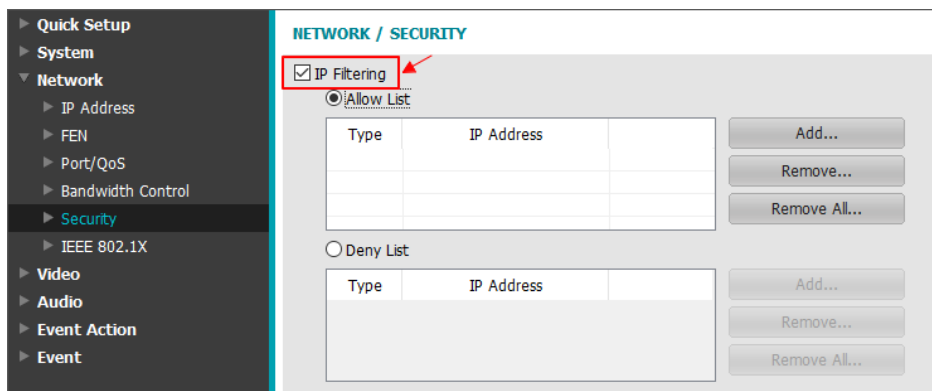 Quick Setup
System
Network
IP Address
FEN
Port/QoS
Bandwidth Control
Security
IEEE 802.1X
Video
Audio
Event Action
Event
NETWORK / SECURITY
IP Filtering
Allow List
Type IP Address
Add...
Remove...
Remove All...
Deny List
Type IP Address
Add...
Remove...
Remove All...